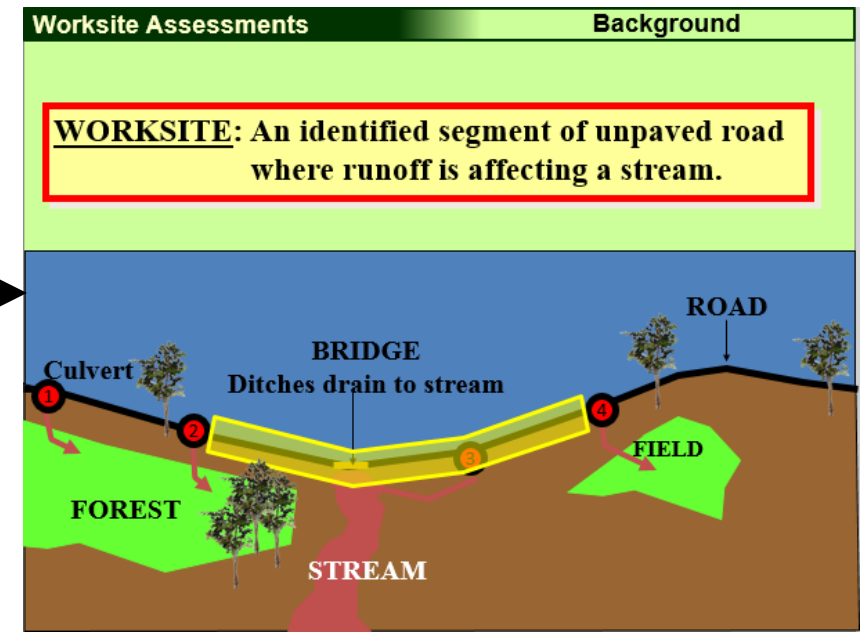 Worksite Assessments
Background
WORKSITE: An identified segment of unpaved road
where runoff is affecting a stream.
ROAD
BRIDGE
Culvert
Ditches drain to stream
1
4
2
3
FIELD
FOREST
STREAM